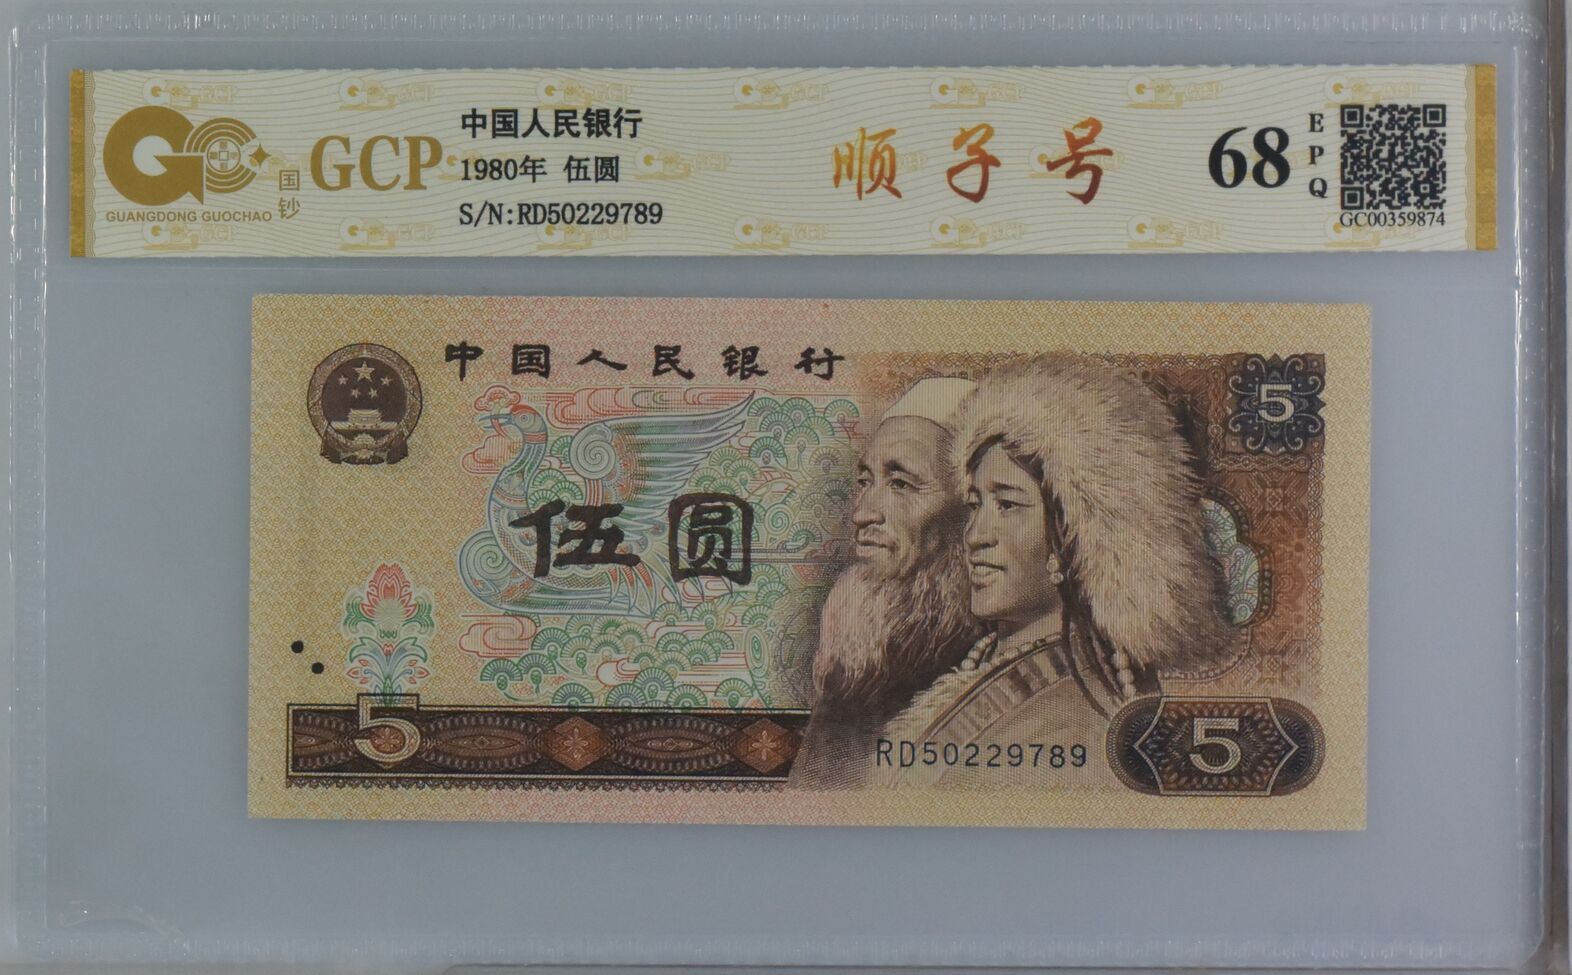 GCP
GUANGDONG GUOCHAO
国钞
中国人民银行
1980年 伍圆
S/N:RD50229789
顺子号
68
EPQ
GC00359874
中国人民银行
5
伍圆
5
RD50229789
5